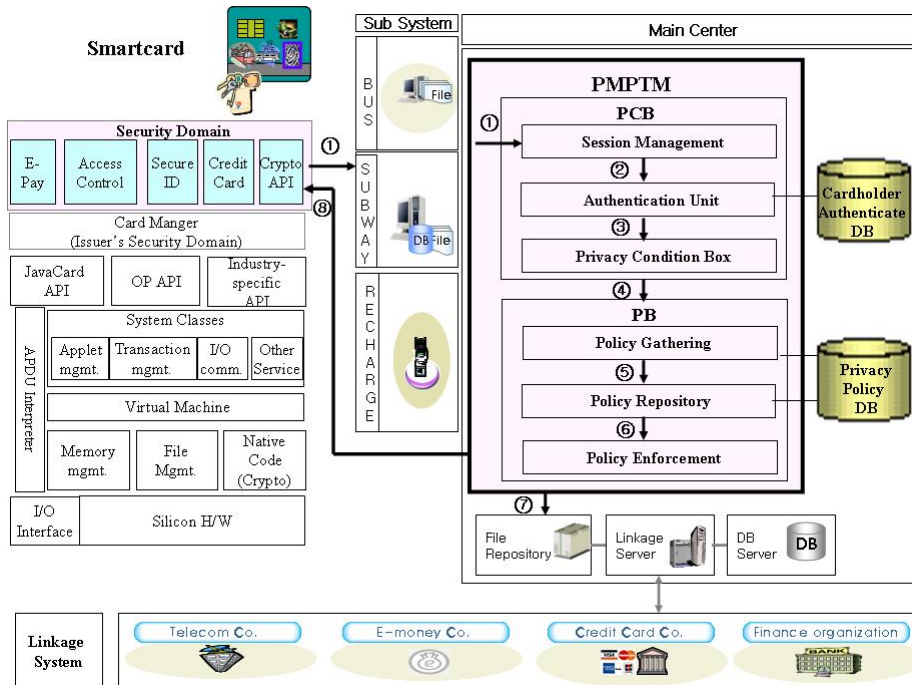 Smartcard
Sub System
Main Center
BUS
File
SUBWAY
DB File
RECHARGE
Security Domain
E-Pay
Access Control
Secure ID
Credit Card
Crypto API
①
⑧
Card Manger
(Issuer's Security Domain)
JavaCard API
OP API
Industry-specific API
APDU Interpreter
System Classes
Applet mgmt.
Transaction mgmt.
I/O comm.
Other Service
Virtual Machine
Memory mgmt.
File Mgmt.
Native Code (Crypto)
I/O Interface
Silicon H/W
PMPTM
PCB
①
Session Management
②
Authentication Unit
③
Privacy Condition Box
④
PB
Policy Gathering
⑤
Policy Repository
⑥
Policy Enforcement
Cardholder
Authenticate
DB
Privacy
Policy
DB
⑦
File Repository
Linkage Server
DB Server
DB
Linkage System
Telecom Co.
E-money Co.
Credit Card Co.
Finance organization
VISA
BANK